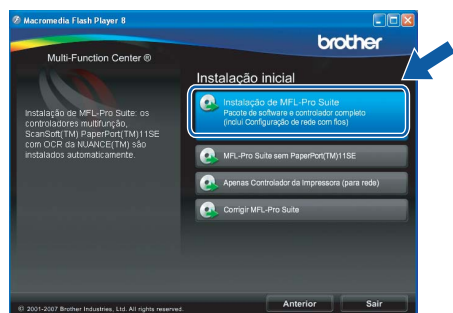 Macromedia Flash Player 8
brother
Multi-Function Center ®
Instalação inicial
Instalação de MFL-Pro Suite: os
controladores multifunção,
ScanSoft(TM) PaperPort(TM)11SE
com OCR da NUANCE(TM) são
instalados automaticamente.
Instalação de MFL-Pro Suite
Pacote de software e controlador completo
(inclui Configuração de rede com fios)
MFL-Pro Suite sem PaperPort(TM)11SE
Apenas Controlador da Impressora (para rede)
Corrigir MFL-Pro Suite
© 2001-2007 Brother Industries, Ltd. All rights reserved.
Anterior
Sair